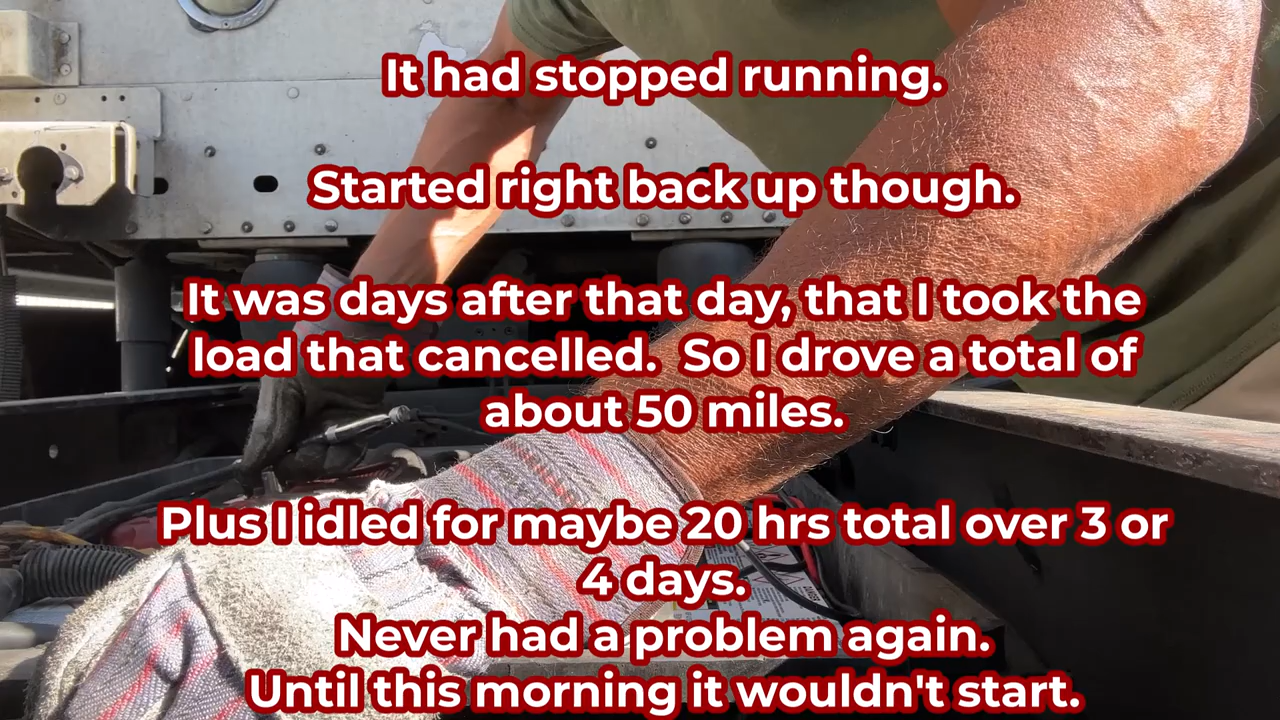 It had stopped running.
Started right back up though.
It was days after that day, that I took the
load that cancelled.  So I drove a total of
about 50 miles.
Plus I idled for maybe 20 hrs total over 3 or
4 days.
Never had a problem again.
Until this morning it wouldn't start.